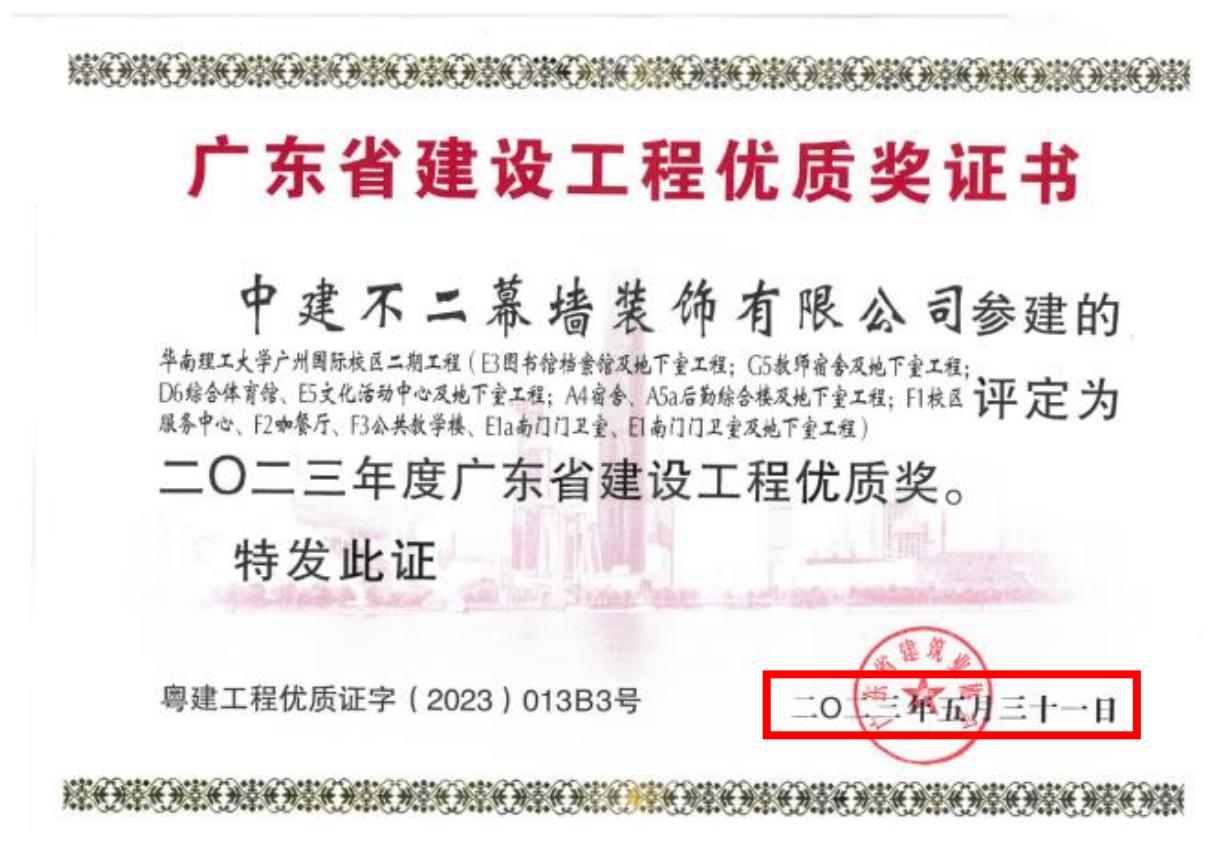 广东省建设工程优质奖证书
中建不二幕墙装饰有限公司参建的
华南理工大学广州国际校区二期工程（E3图书馆档案馆及地下室工程；G5教师宿舍及地下室工程；
D6综合体育馆、E5文化活动中心及地下室工程；A4宿舍、A5a后勤综合楼及地下室工程；F1校区
服务中心、F2咖餐厅、F3公共教学楼、E1a南门门卫室、E1南门门卫室及地下室工程）
评定为
二〇二三年度广东省建设工程优质奖。
特发此证
广东省建筑业协会
粤建工程优质证字（2023）013B3号
二〇二三年五月三十一日